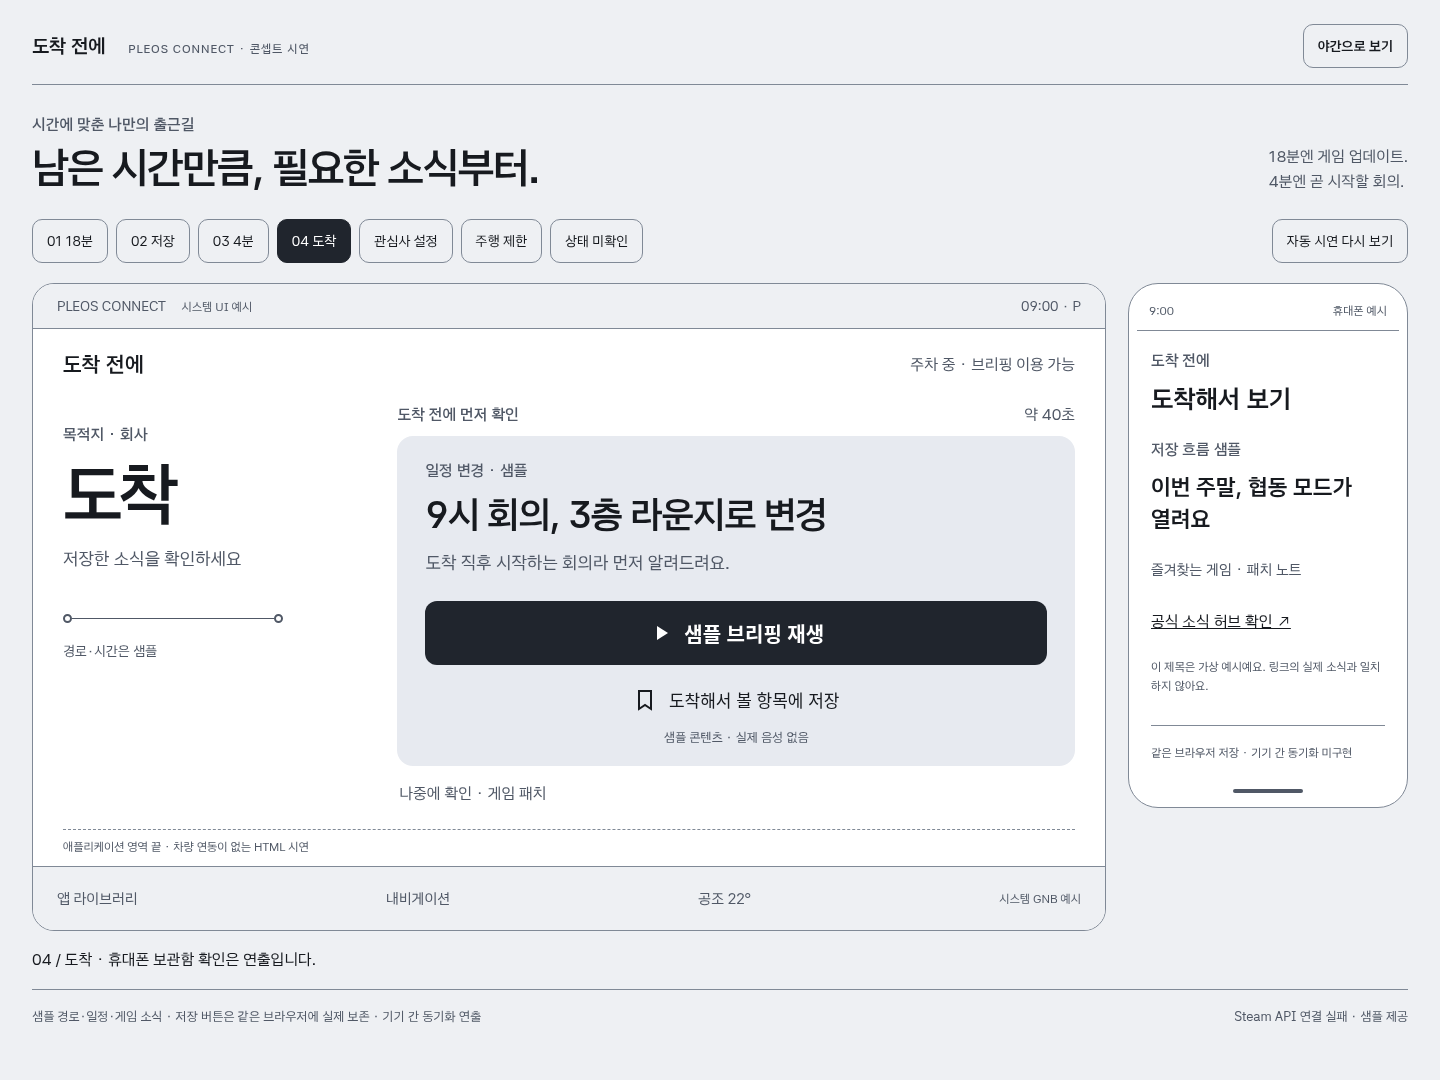 도착 전에 PLEOS CONNECT · 콘셉트 시연
야간으로 보기
시간에 맞춘 나만의 출근길
남은 시간만큼, 필요한 소식부터.
18분엔 게임 업데이트.
4분엔 곧 시작할 회의.
01 18분 02 저장 03 4분 04 도착 관심사 설정 주행 제한 상태 미확인
자동 시연 다시 보기
PLEOS CONNECT 시스템 UI 예시 09:00 · P
도착 전에 주차 중 · 브리핑 이용 가능
목적지 · 회사
도착
저장한 소식을 확인하세요
경로·시간은 샘플
도착 전에 먼저 확인 약 40초
일정 변경 · 샘플
9시 회의, 3층 라운지로 변경
도착 직후 시작하는 회의라 먼저 알려드려요.
샘플 브리핑 재생
도착해서 볼 항목에 저장
샘플 콘텐츠 · 실제 음성 없음
나중에 확인 · 게임 패치
애플리케이션 영역 끝 · 차량 연동이 없는 HTML 시연
앱 라이브러리 내비게이션 공조 22° 시스템 GNB 예시
9:00 휴대폰 예시
도착 전에
도착해서 보기
저장 흐름 샘플
이번 주말, 협동 모드가
열려요
즐겨찾는 게임 · 패치 노트
공식 소식 허브 확인 ↗
이 제목은 가상 예시예요. 링크의 실제 소식과 일치
하지 않아요.
같은 브라우저 저장 · 기기 간 동기화 미구현
04 / 도착 · 휴대폰 보관함 확인은 연출입니다.
샘플 경로·일정·게임 소식 · 저장 버튼은 같은 브라우저에 실제 보존 · 기기 간 동기화 연출
Steam API 연결 실패 · 샘플 제공